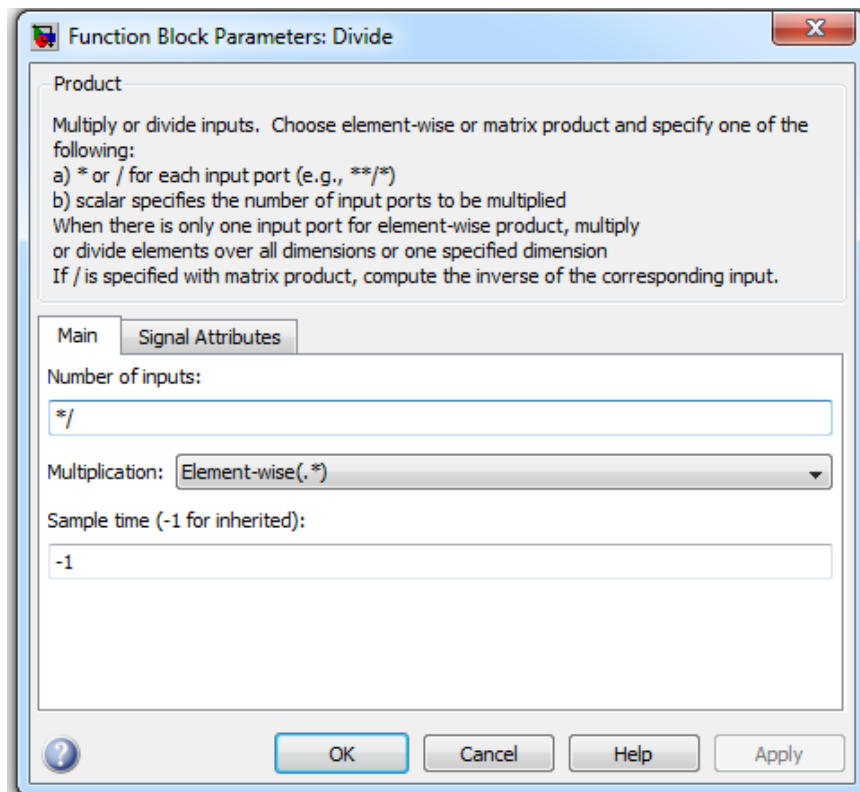 Function Block Parameters: Divide
Product
Multiply or divide inputs.  Choose element-wise or matrix product and specify one of the
following:
a) * or / for each input port (e.g., **/*)
b) scalar specifies the number of input ports to be multiplied
When there is only one input port for element-wise product, multiply
or divide elements over all dimensions or one specified dimension
If / is specified with matrix product, compute the inverse of the corresponding input.
Main Signal Attributes
Number of inputs:
*/
Multiplication: Element-wise(.*)
Sample time (-1 for inherited):
-1
? OK Cancel Help Apply